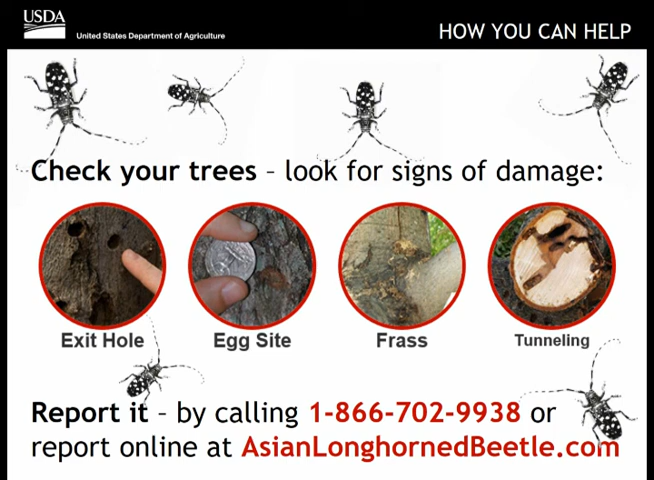 USDA
United States Department of Agriculture
HOW YOU CAN HELP
Check your trees – look for signs of damage:
Exit Hole
Egg Site
Frass
Tunneling
Report it – by calling 1-866-702-9938 or
report online at AsianLonghornedBeetle.com